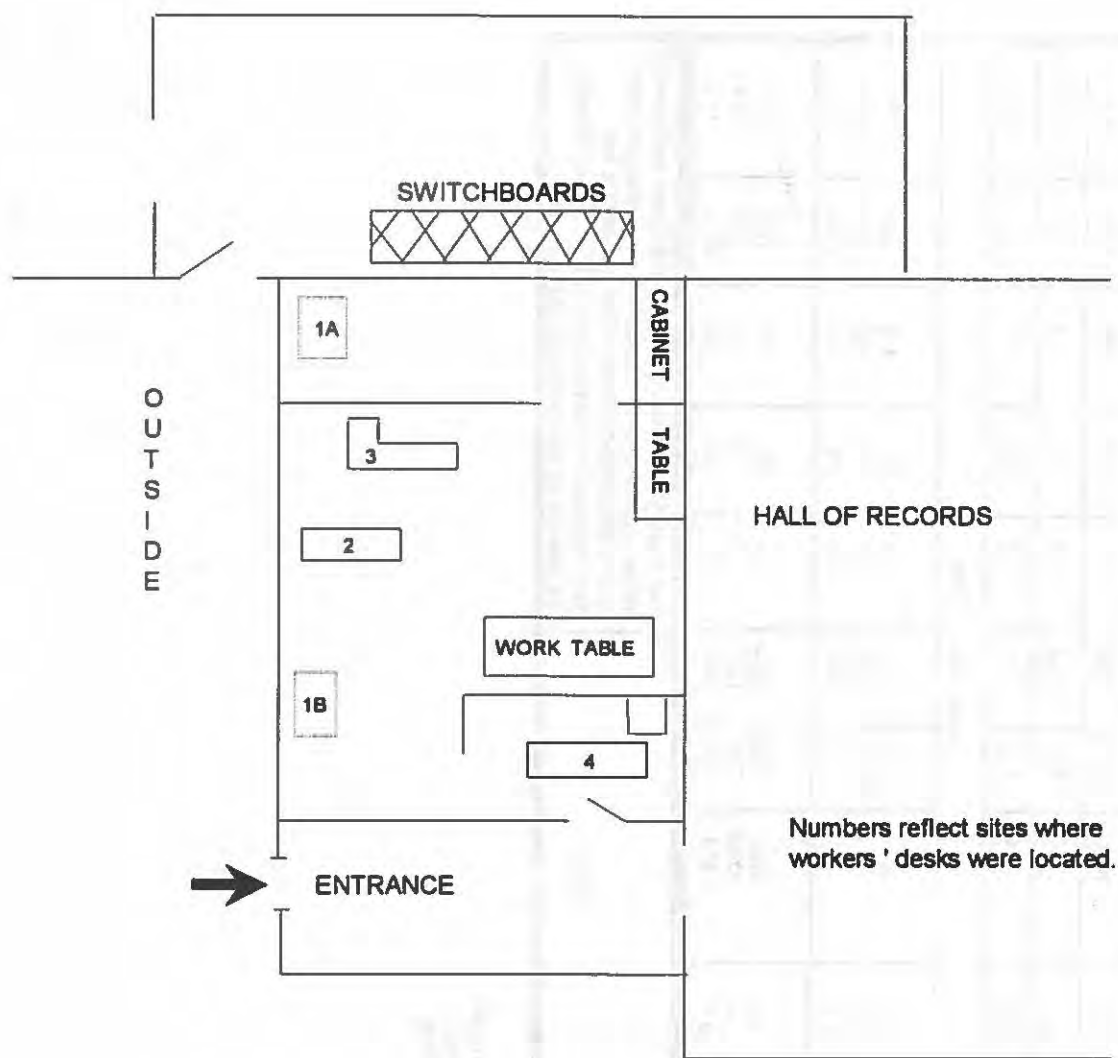 SWITCHBOARDS
1A
CABINET
OUTSIDE
3
TABLE
HALL OF RECORDS
2
WORK TABLE
1B
4
Numbers reflect sites where
workers ' desks were located.
ENTRANCE